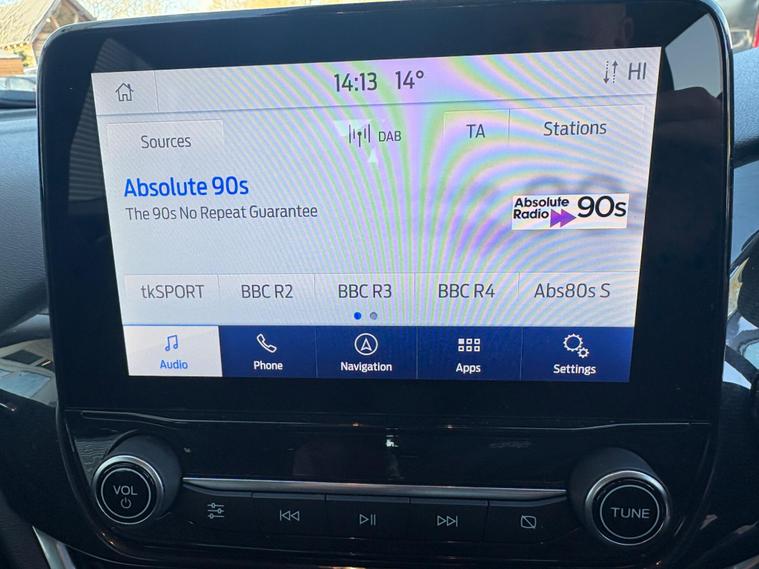 14:13 14° HI
Sources DAB TA Stations
Absolute 90s
The 90s No Repeat Guarantee
Absolute
Radio 90s
tkSPORT BBC R2 BBC R3 BBC R4 Abs80s S
Audio Phone Navigation Apps Settings
VOL TUNE